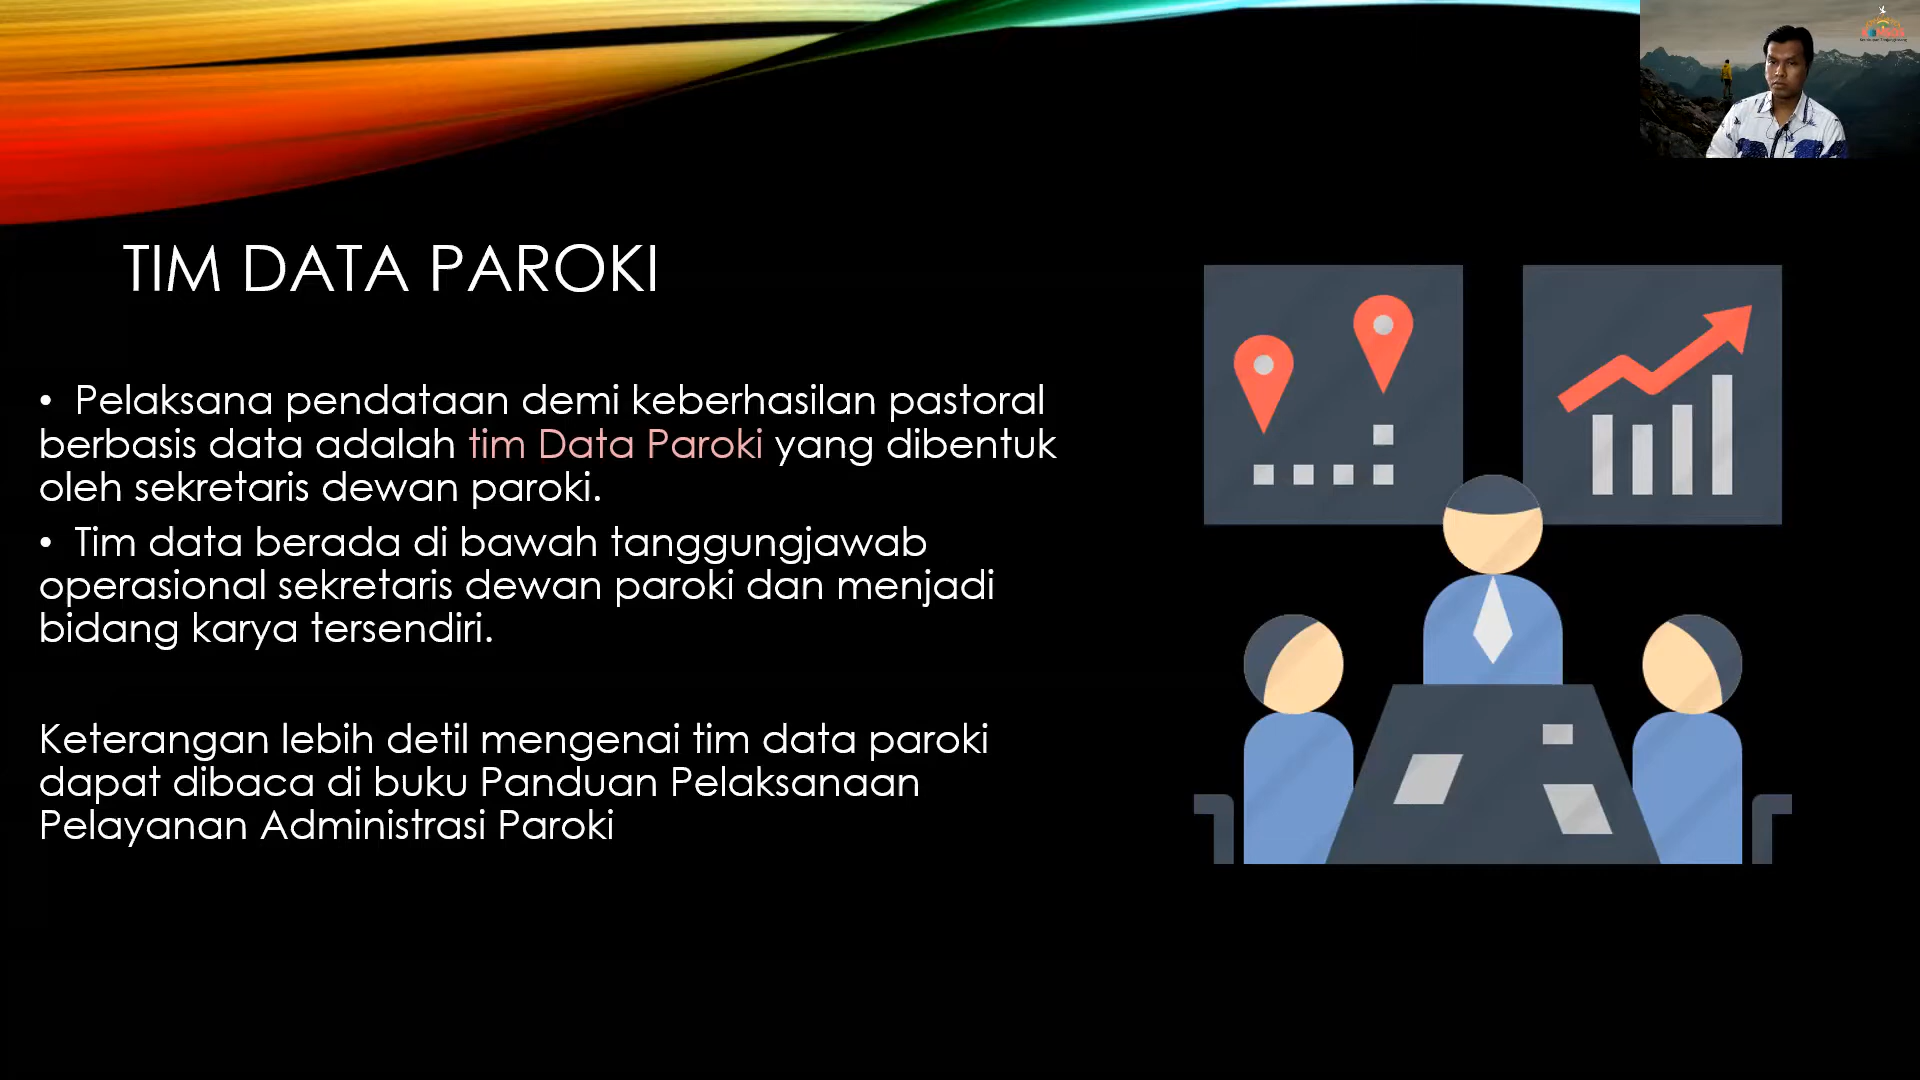 TIM DATA PAROKI
• Pelaksana pendataan demi keberhasilan pastoral
berbasis data adalah tim Data Paroki yang dibentuk
oleh sekretaris dewan paroki.
• Tim data berada di bawah tanggungjawab
operasional sekretaris dewan paroki dan menjadi
bidang karya tersendiri.
Keterangan lebih detil mengenai tim data paroki
dapat dibaca di buku Panduan Pelaksanaan
Pelayanan Administrasi Paroki